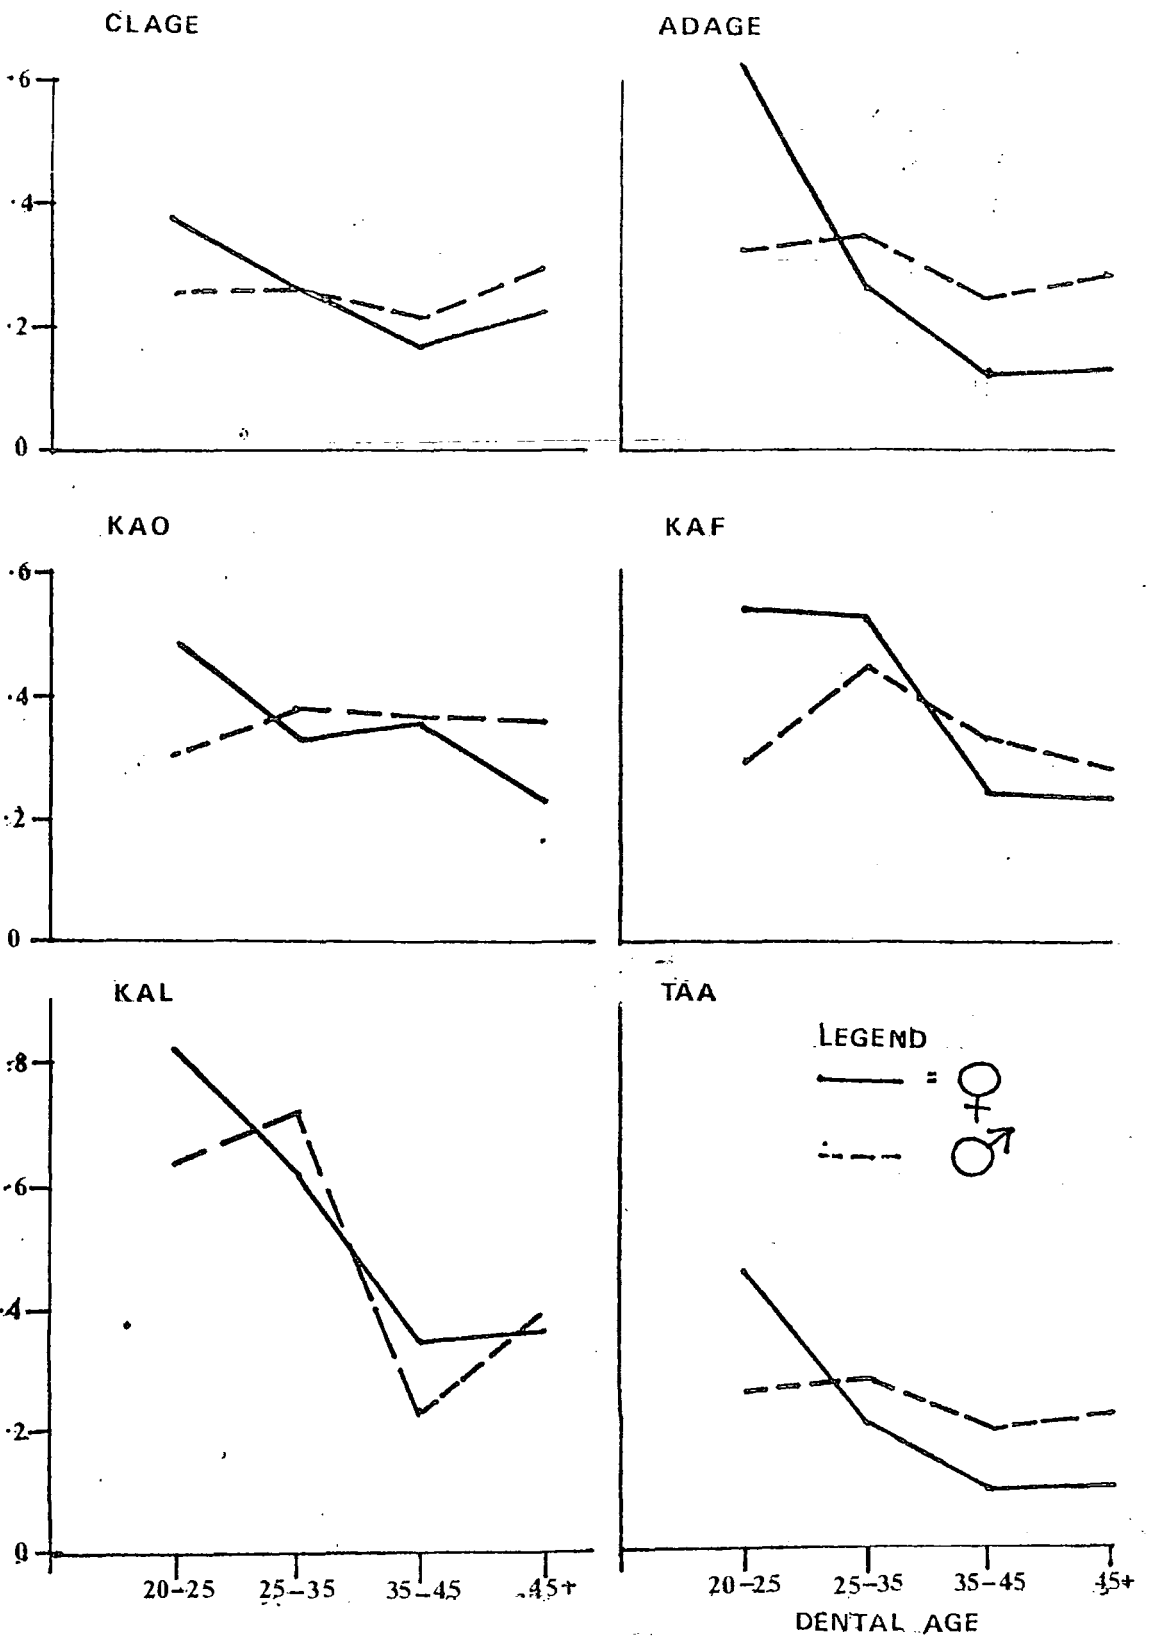 CLAGE
ADAGE
.6
.4
.2
0
KAO
KAF
.6
.4
.2
0
KAL
TAA
LEGEND
= ♀
♂
.8
.6
.4
.2
0
20-25 25-35 35-45 45+
20-25 25-35 35-45 45+
DENTAL AGE